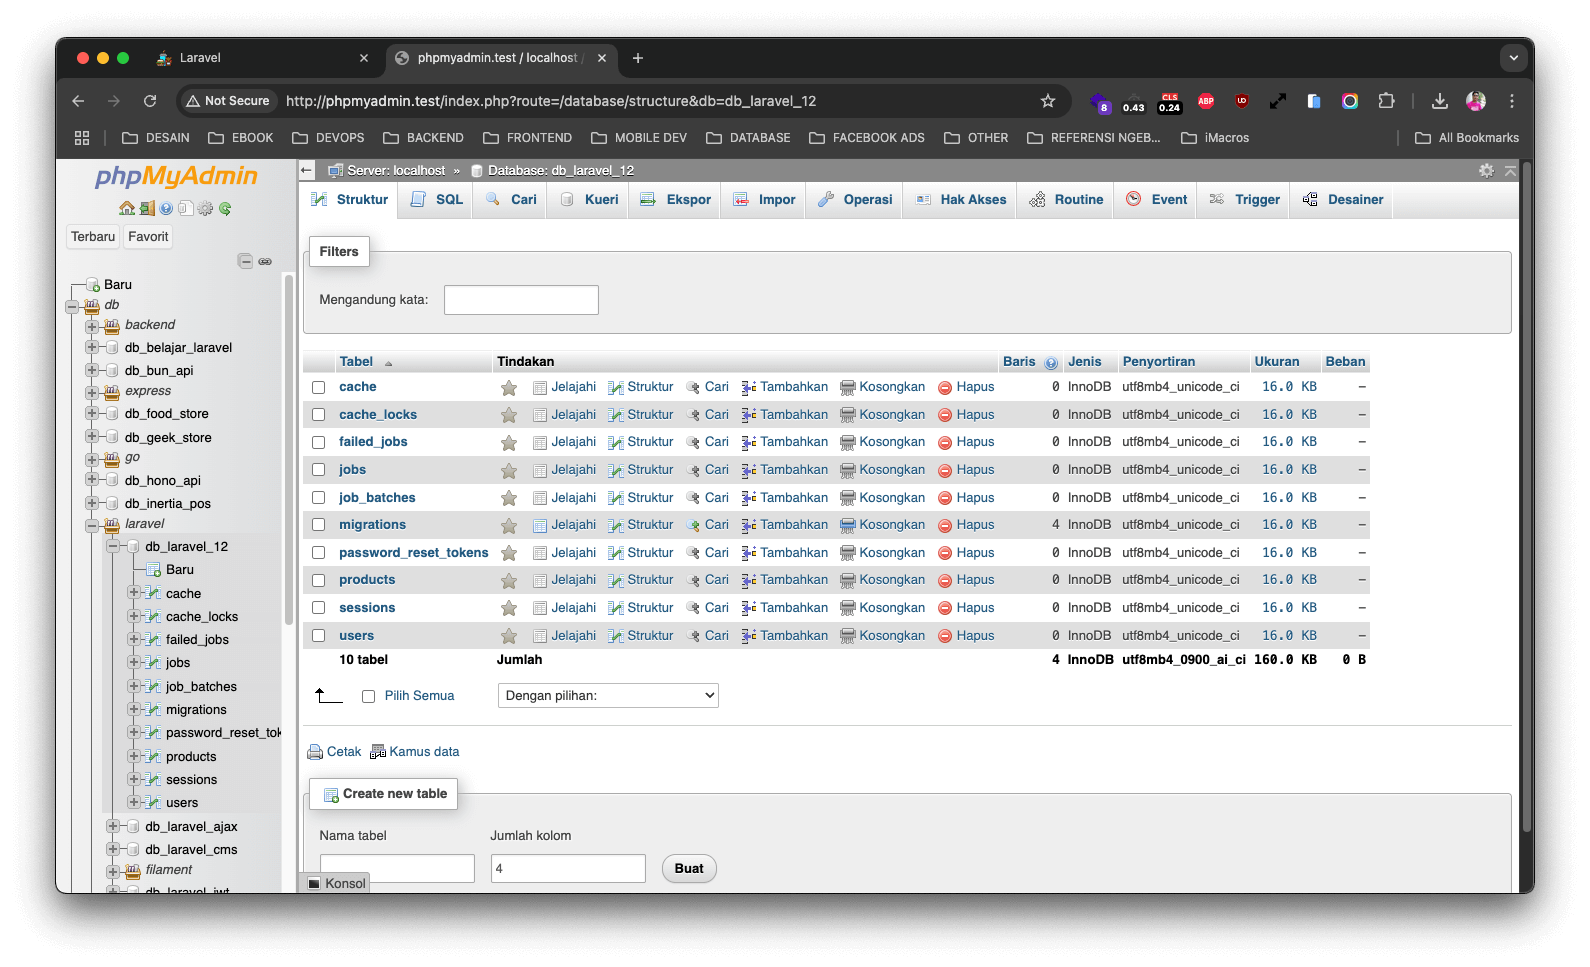 Laravel
phpmyadmin.test / localhost /
Not Secure
http://phpmyadmin.test/index.php?route=/database/structure&db=db_laravel_12
8
0.43
CLS
0.24
ABP
DESAIN
EBOOK
DEVOPS
BACKEND
FRONTEND
MOBILE DEV
DATABASE
FACEBOOK ADS
OTHER
REFERENSI NGEB...
iMacros
All Bookmarks
phpMyAdmin
Terbaru
Favorit
Baru
db
backend
db_belajar_laravel
db_bun_api
express
db_food_store
db_geek_store
go
db_hono_api
db_inertia_pos
laravel
db_laravel_12
Baru
cache
cache_locks
failed_jobs
jobs
job_batches
migrations
password_reset_tok
products
sessions
users
db_laravel_ajax
db_laravel_cms
filament
db_laravel_jwt
Server: localhost » Database: db_laravel_12
Struktur SQL Cari Kueri Ekspor Impor Operasi Hak Akses Routine Event Trigger Desainer
Filters
Mengandung kata:
Tabel Tindakan Baris Jenis Penyortiran Ukuran Beban
cache Jelajahi Struktur Cari Tambahkan Kosongkan Hapus 0 InnoDB utf8mb4_unicode_ci 16.0 KB –
cache_locks Jelajahi Struktur Cari Tambahkan Kosongkan Hapus 0 InnoDB utf8mb4_unicode_ci 16.0 KB –
failed_jobs Jelajahi Struktur Cari Tambahkan Kosongkan Hapus 0 InnoDB utf8mb4_unicode_ci 16.0 KB –
jobs Jelajahi Struktur Cari Tambahkan Kosongkan Hapus 0 InnoDB utf8mb4_unicode_ci 16.0 KB –
job_batches Jelajahi Struktur Cari Tambahkan Kosongkan Hapus 0 InnoDB utf8mb4_unicode_ci 16.0 KB –
migrations Jelajahi Struktur Cari Tambahkan Kosongkan Hapus 4 InnoDB utf8mb4_unicode_ci 16.0 KB –
password_reset_tokens Jelajahi Struktur Cari Tambahkan Kosongkan Hapus 0 InnoDB utf8mb4_unicode_ci 16.0 KB –
products Jelajahi Struktur Cari Tambahkan Kosongkan Hapus 0 InnoDB utf8mb4_unicode_ci 16.0 KB –
sessions Jelajahi Struktur Cari Tambahkan Kosongkan Hapus 0 InnoDB utf8mb4_unicode_ci 16.0 KB –
users Jelajahi Struktur Cari Tambahkan Kosongkan Hapus 0 InnoDB utf8mb4_unicode_ci 16.0 KB –
10 tabel Jumlah 4 InnoDB utf8mb4_0900_ai_ci 160.0 KB 0 B
Pilih Semua
Dengan pilihan:
Cetak Kamus data
Create new table
Nama tabel Jumlah kolom
4
Buat
Konsol